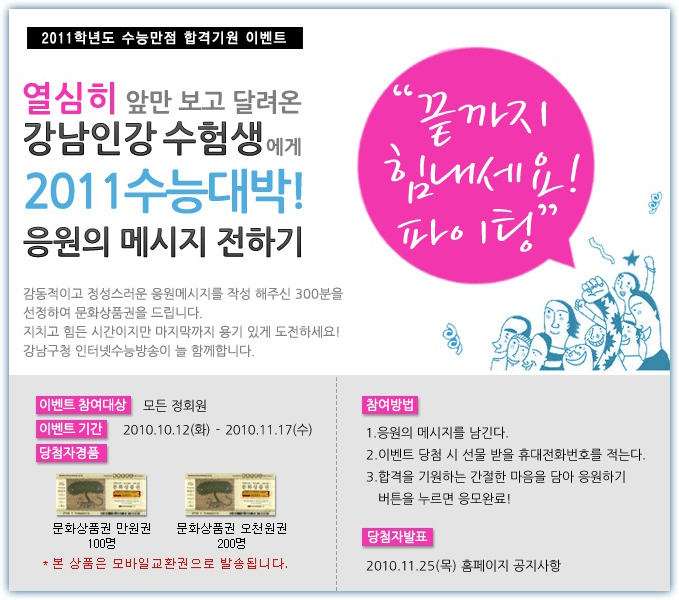 2011학년도 수능만점 합격기원 이벤트
열심히 앞만 보고 달려온
강남인강 수험생에게
2011수능대박!
응원의 메시지 전하기
“끝까지
힘내세요!
파이팅”
감동적이고 정성스러운 응원메시지를 작성 해주신 300분을
선정하여 문화상품권을 드립니다.
지치고 힘든 시간이지만 마지막까지 용기 있게 도전하세요!
강남구청 인터넷수능방송이 늘 함께합니다.
이벤트 참여대상 모든 정회원
이벤트 기간 2010.10.12(화) - 2010.11.17(수)
당첨자경품
문화상품권 만원권
100명
문화상품권 오천원권
200명
* 본 상품은 모바일교환권으로 발송됩니다.
참여방법
1.응원의 메시지를 남긴다.
2.이벤트 당첨 시 선물 받을 휴대전화번호를 적는다.
3.합격을 기원하는 간절한 마음을 담아 응원하기
버튼을 누르면 응모완료!
당첨자발표
2010.11.25(목) 홈페이지 공지사항